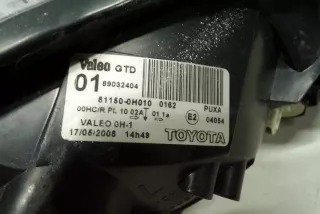 Valeo GTD
01 89032404
81150-0H010 0162
00HC/R PL 10 02A 01 1a PUXA
E2 04054
VALEO 0H-1 TOYOTA
17/05/2008 14h48